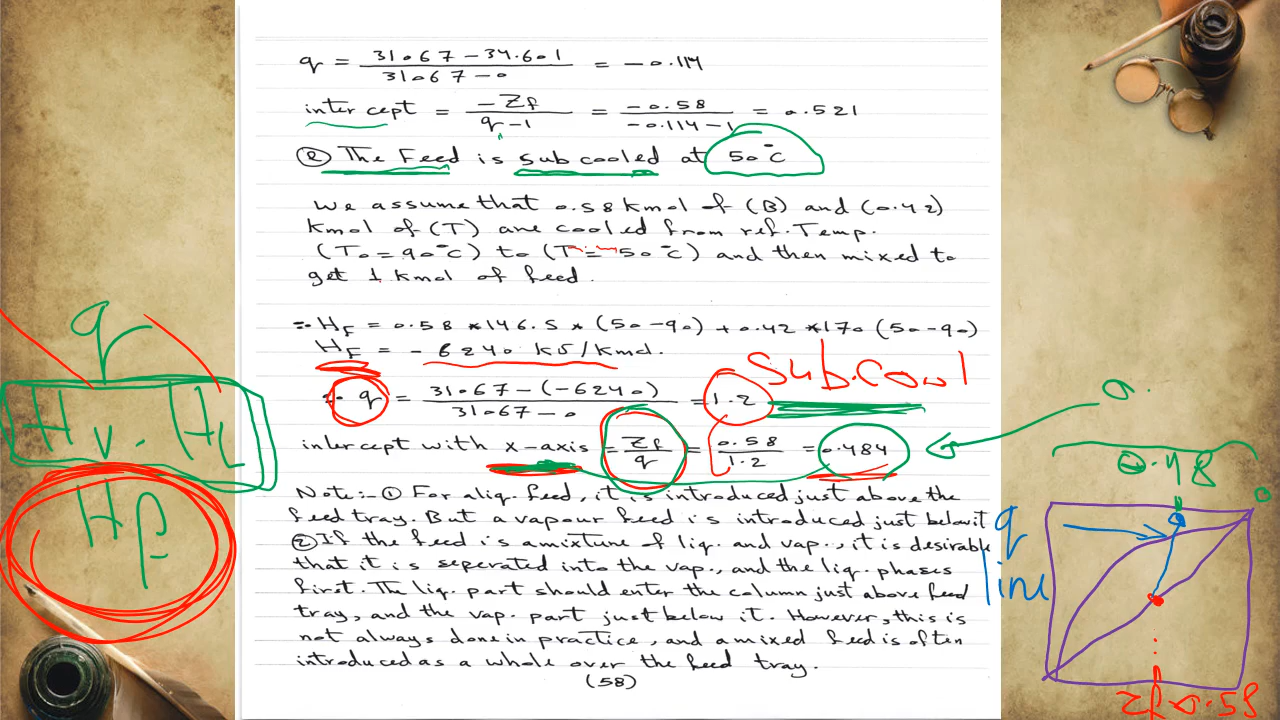 q = 31067 - 34.601 / 31067 - 0 = -0.114
intercept = -Zf / q-1 = -0.58 / -0.114-1 = 0.521
② The Feed is Sub cooled at 50°C
We assume that 0.58 kmol of (B) and (0.42)
kmol of (T) are cooled from ref. Temp.
(To = 90°C) to (T = 50°C) and then mixed to
get 1 kmol of feed.
∴ HF = 0.58 * 146.5 * (50-90) + 0.42 * 170 (50-90)
HF = -6240 kJ/kmol.
Sub.Cool
∴ q = 31067 - (-6240) / 31067 - 0 = 1.2
intercept with x-axis = Zf / q = 0.58 / 1.2 = 0.484
Note:- ① For a liq. feed, it is introduced just above the
feed tray. But a vapour feed is introduced just below it.
② If the feed is a mixture of liq. and vap., it is desirable
that it is seperated into the vap., and the liq. phases
first. The liq. part should enter the column just above feed
tray, and the vap. part just below it. However, this is
not always done in practice, and a mixed feed is often
introduced as a whole over the feed tray.
(58)
q
Hv. HL
HF
0.
0.48
q
line
Zf 0.58